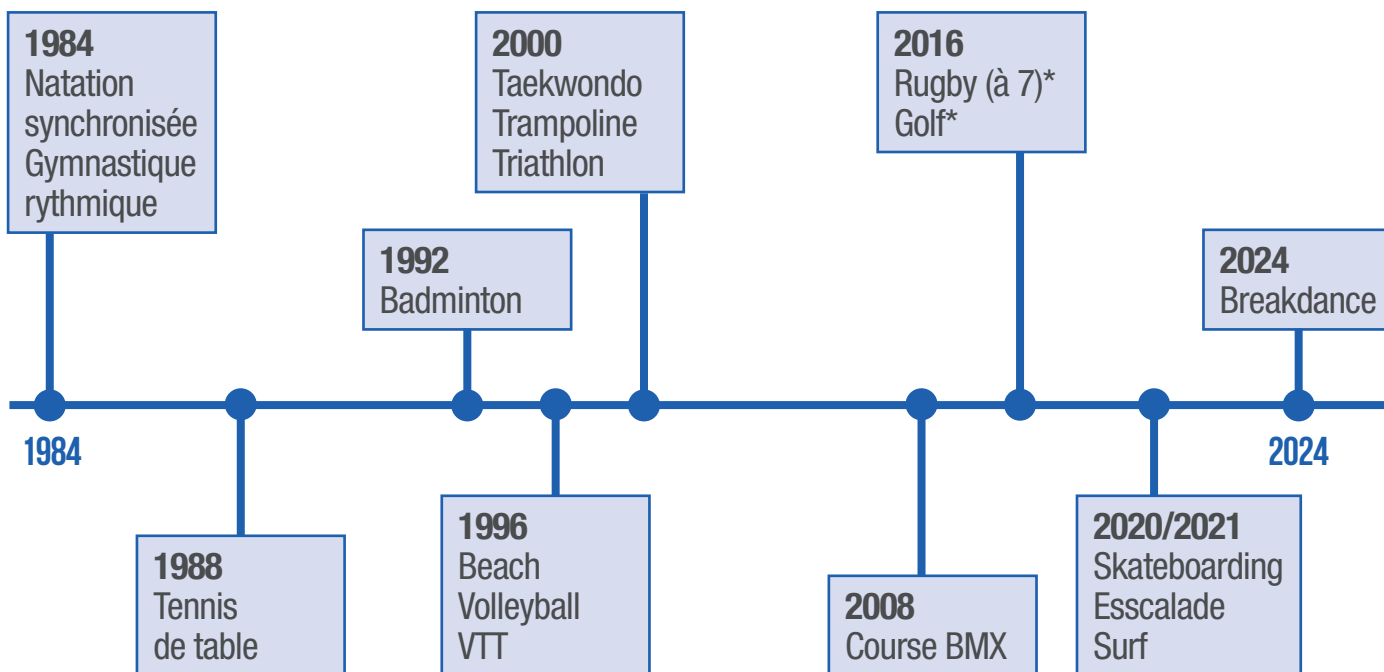 1984
Natation
synchronisée
Gymnastique
rythmique
2000
Taekwondo
Trampoline
Triathlon
2016
Rugby (à 7)*
Golf*
1992
Badminton
2024
Breakdance
1984
2024
1988
Tennis
de table
1996
Beach
Volleyball
VTT
2008
Course BMX
2020/2021
Skateboarding
Esscalade
Surf